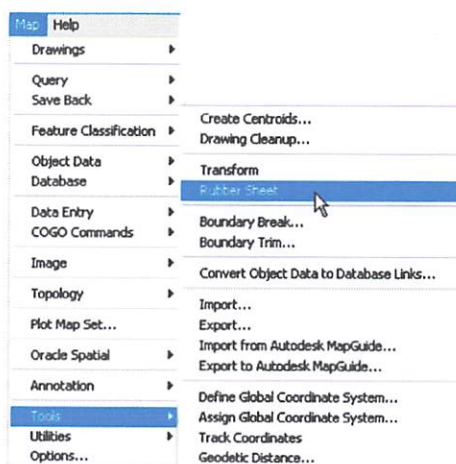 Map Help
Drawings
Query
Save Back
Feature Classification
Object Data
Database
Data Entry
COGO Commands
Image
Topology
Plot Map Set...
Oracle Spatial
Annotation
Tools
Utilities
Options...
Create Centroids...
Drawing Cleanup...
Transform
Rubber Sheet
Boundary Break...
Boundary Trim...
Convert Object Data to Database Links...
Import...
Export...
Import from Autodesk MapGuide...
Export to Autodesk MapGuide...
Define Global Coordinate System...
Assign Global Coordinate System...
Track Coordinates
Geodetic Distance...